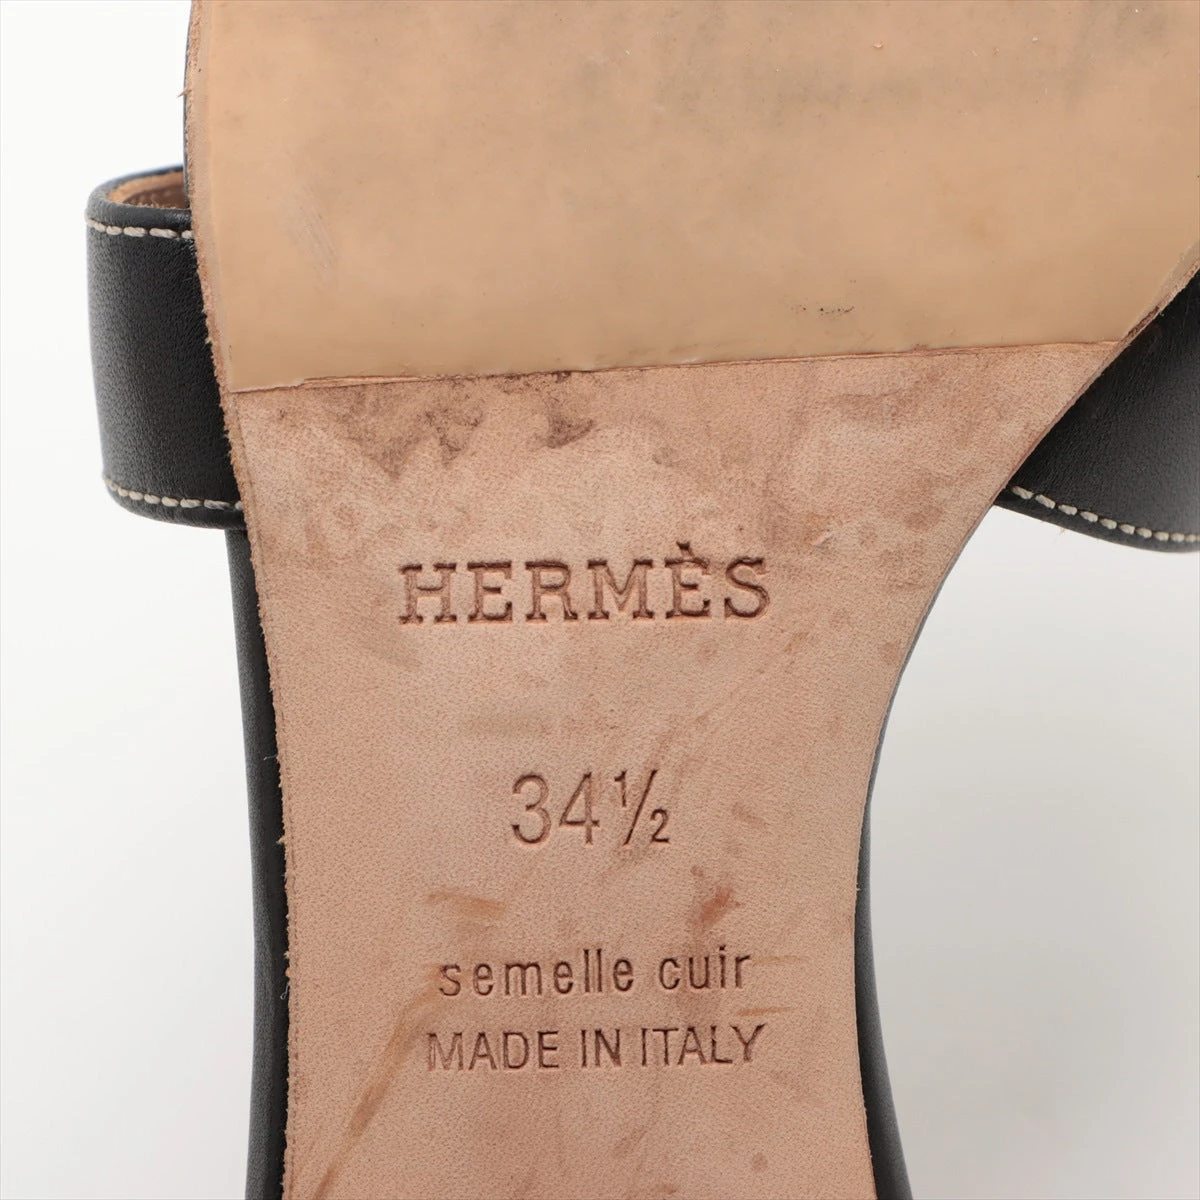 HERMÈS
34½
semelle cuir
MADE IN ITALY